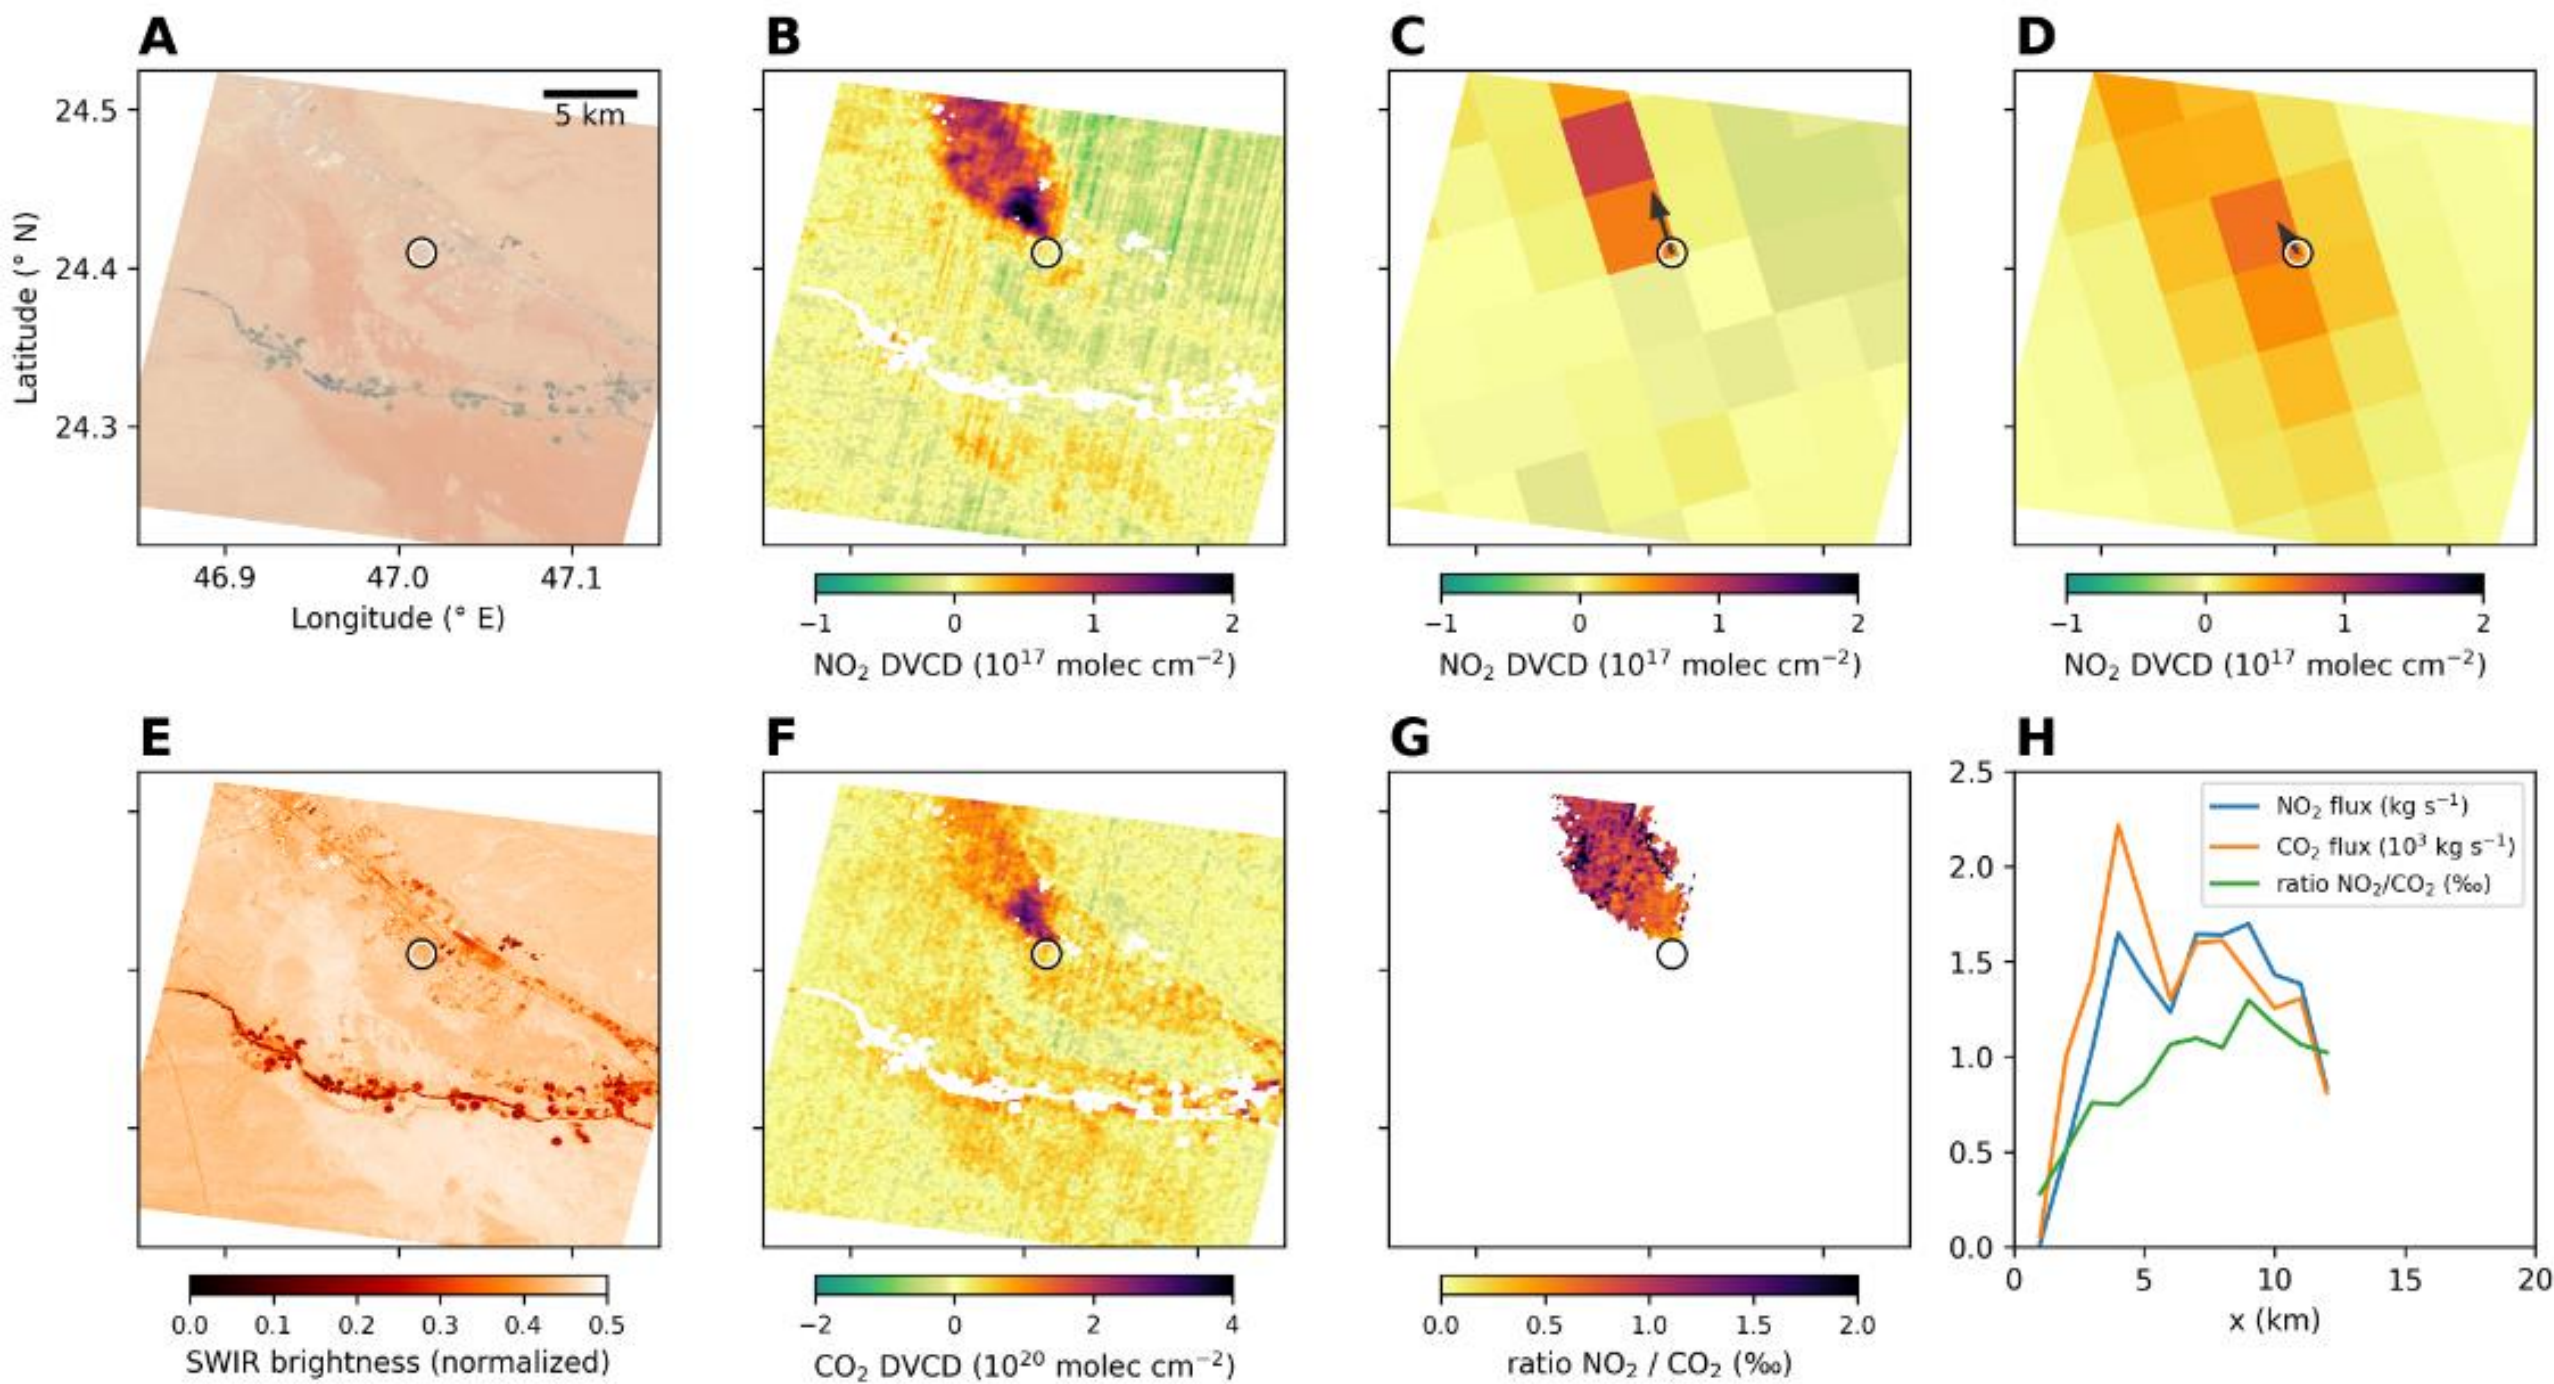 A
B
C
D
5 km
24.5
24.4
24.3
Latitude (° N)
46.9 47.0 47.1
Longitude (° E)
−1 0 1 2
NO₂ DVCD (10¹⁷ molec cm⁻²)
−1 0 1 2
NO₂ DVCD (10¹⁷ molec cm⁻²)
−1 0 1 2
NO₂ DVCD (10¹⁷ molec cm⁻²)
E
F
G
H
0.0 0.1 0.2 0.3 0.4 0.5
SWIR brightness (normalized)
−2 0 2 4
CO₂ DVCD (10²⁰ molec cm⁻²)
0.0 0.5 1.0 1.5 2.0
ratio NO₂ / CO₂ (‰)
2.5
2.0
1.5
1.0
0.5
0.0
NO₂ flux (kg s⁻¹)
CO₂ flux (10³ kg s⁻¹)
ratio NO₂/CO₂ (‰)
0 5 10 15 20
x (km)